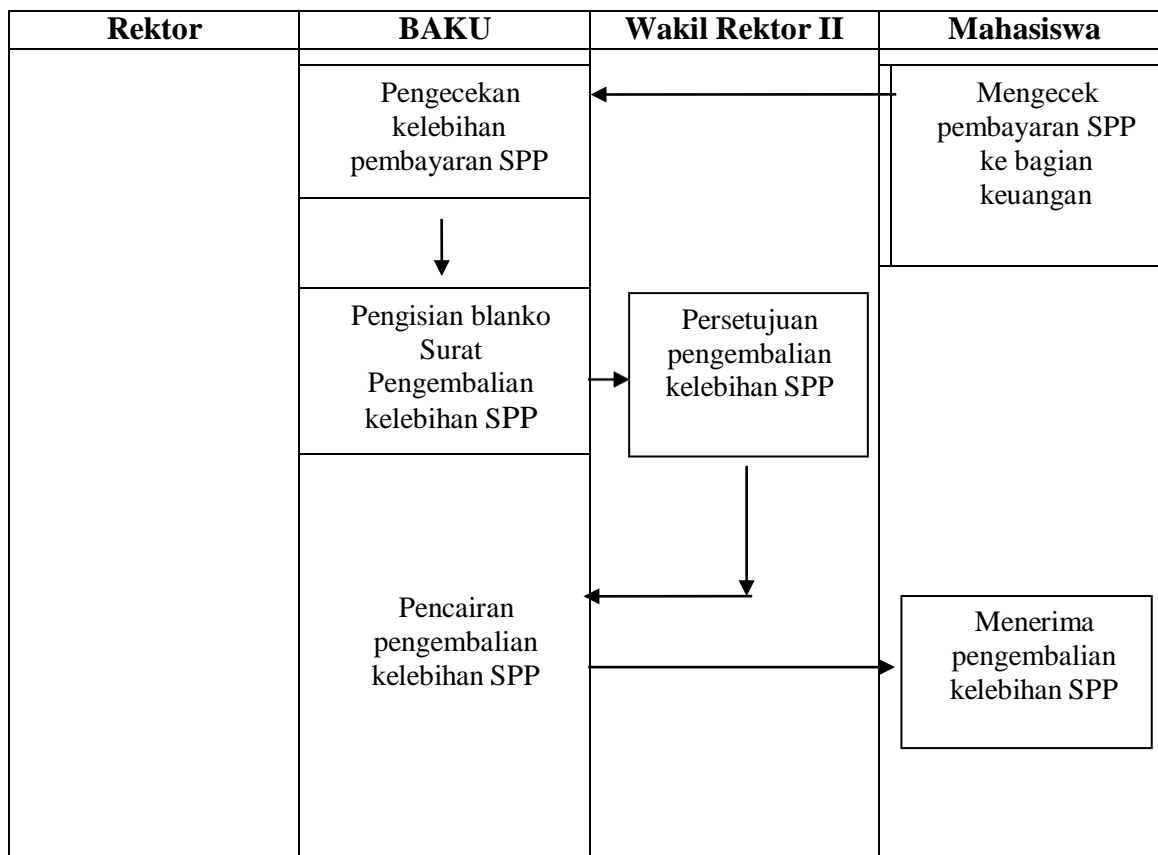 Rektor BAKU Wakil Rektor II Mahasiswa
Pengecekan
kelebihan
pembayaran SPP
Mengecek
pembayaran SPP
ke bagian
keuangan
Pengisian blanko
Surat
Pengembalian
kelebihan SPP
Persetujuan
pengembalian
kelebihan SPP
Pencairan
pengembalian
kelebihan SPP
Menerima
pengembalian
kelebihan SPP